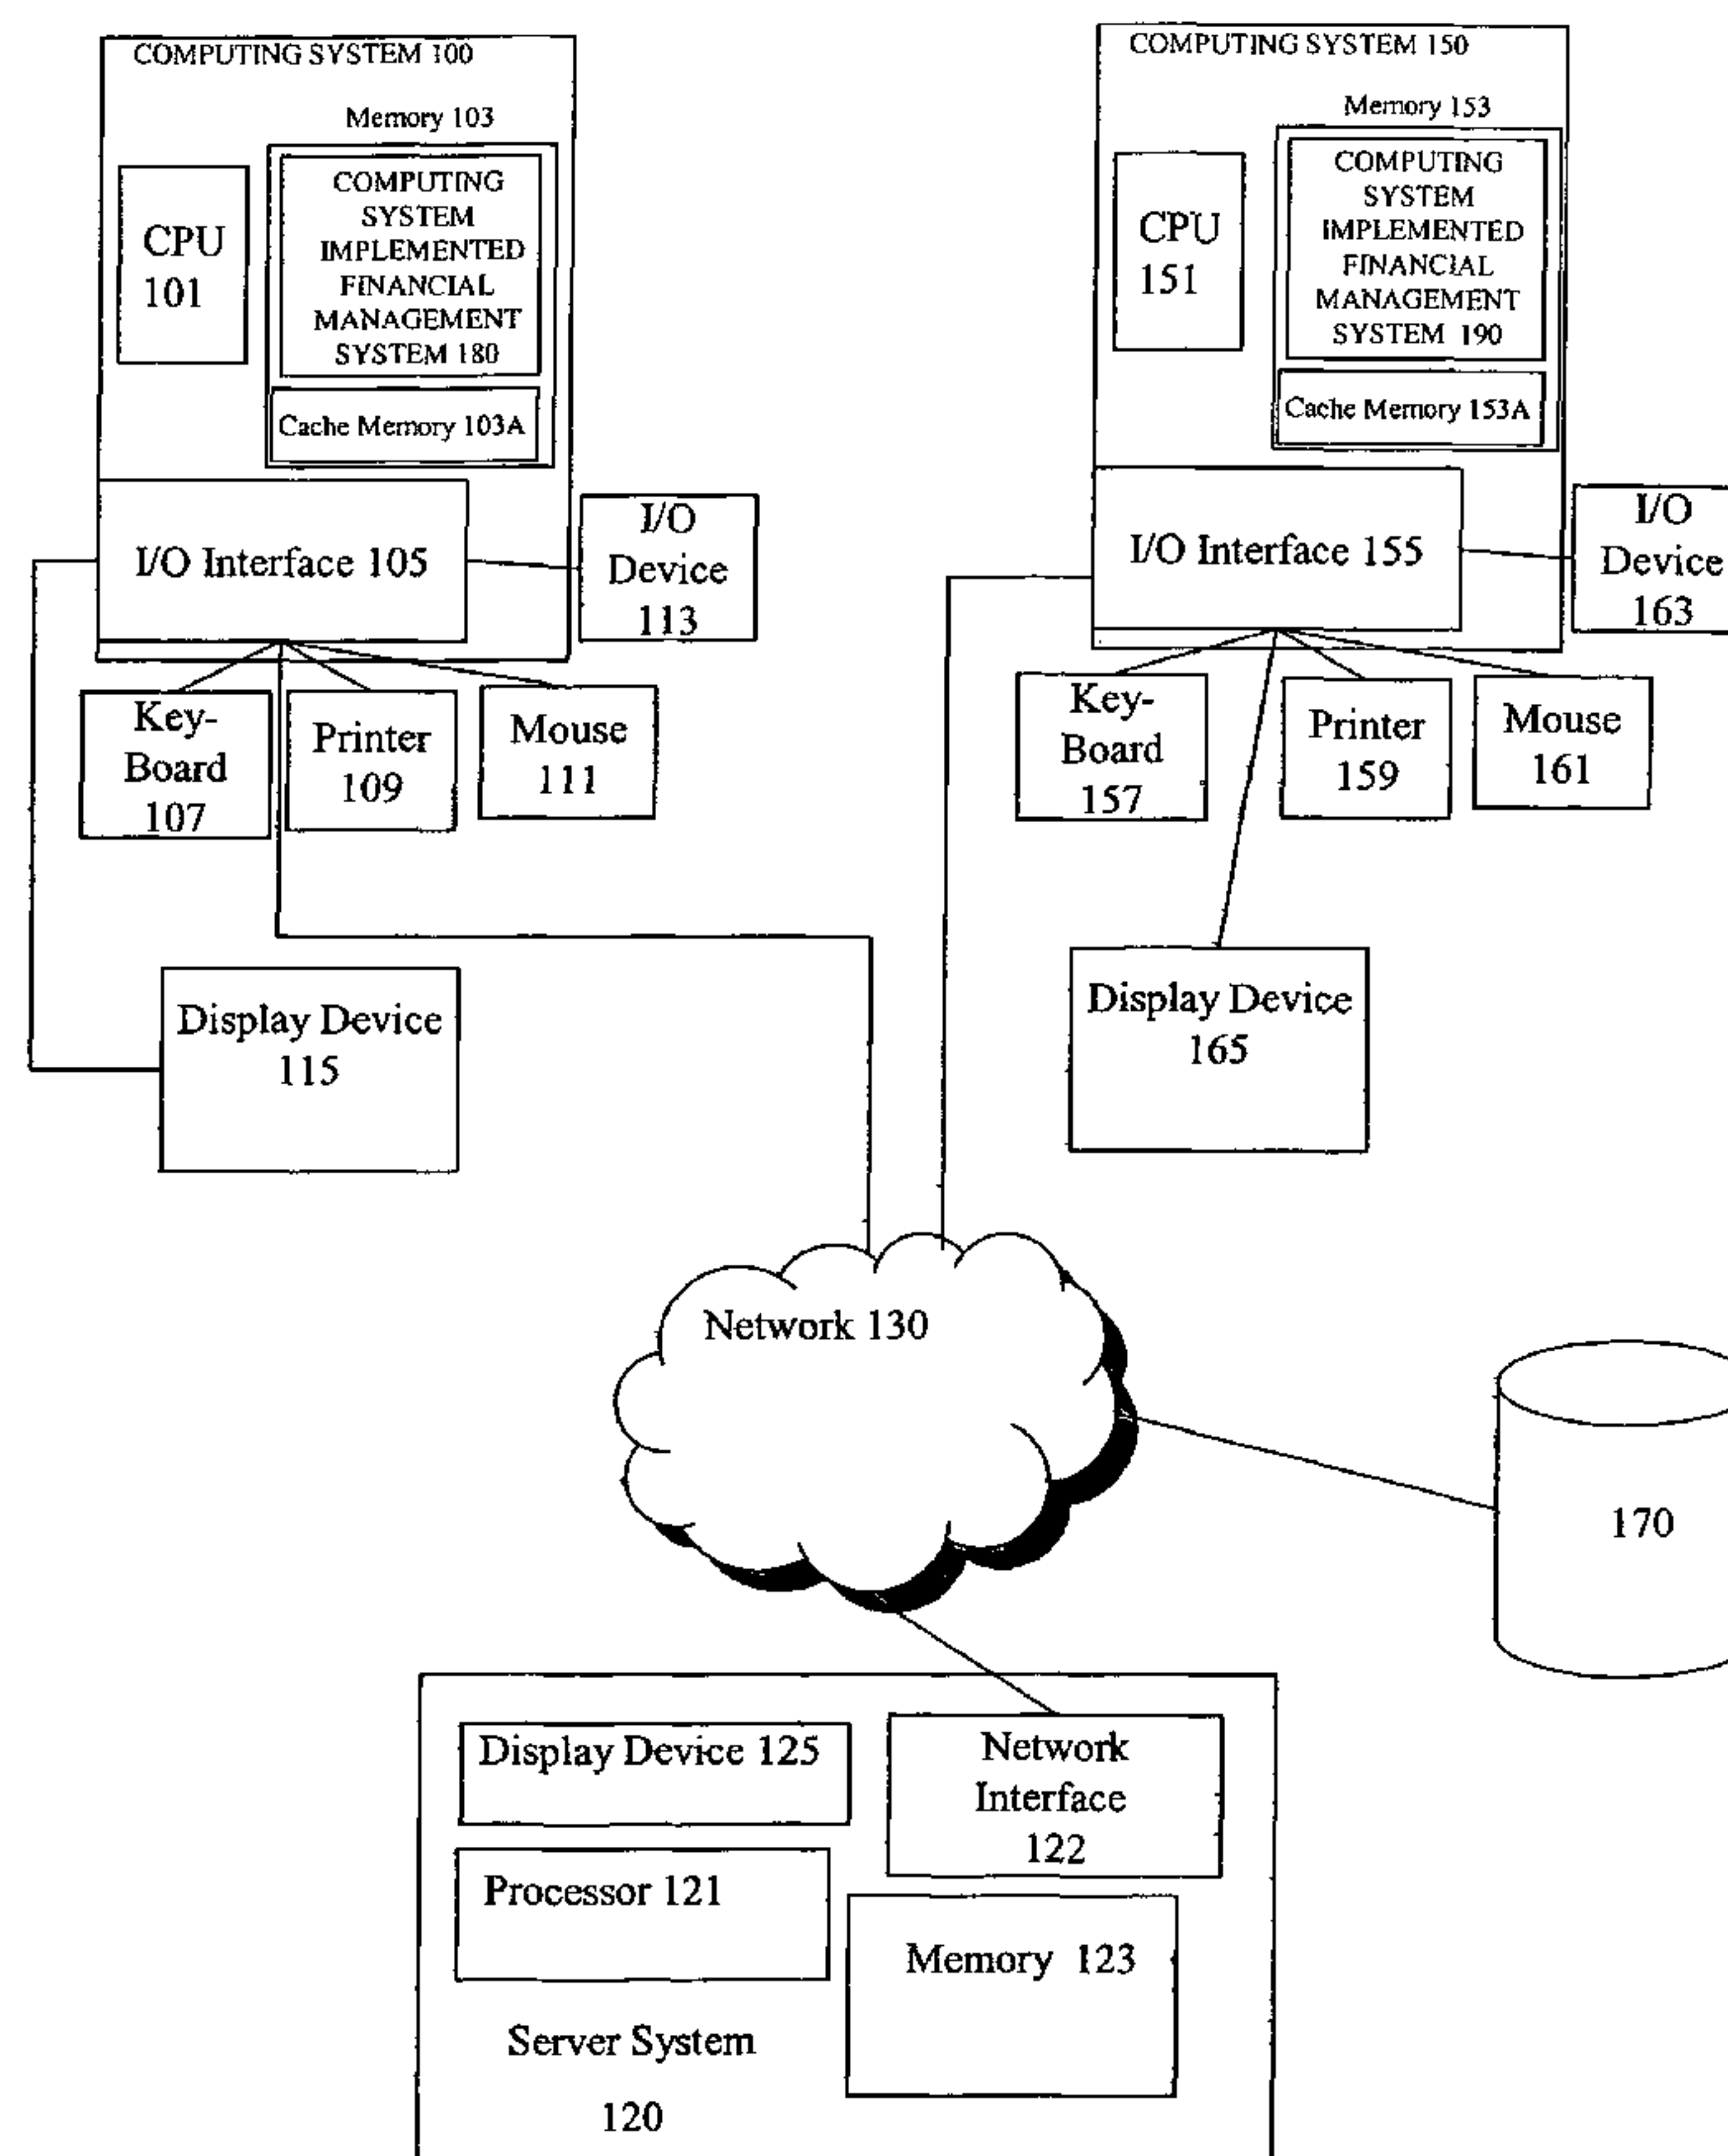 COMPUTING SYSTEM 100
Memory 103
CPU
101
COMPUTING
SYSTEM
IMPLEMENTED
FINANCIAL
MANAGEMENT
SYSTEM 180
Cache Memory 103A
I/O Interface 105
I/O
Device
113
Key-
Board
107
Printer
109
Mouse
111
Display Device
115
COMPUTING SYSTEM 150
Memory 153
CPU
151
COMPUTING
SYSTEM
IMPLEMENTED
FINANCIAL
MANAGEMENT
SYSTEM 190
Cache Memory 153A
I/O Interface 155
I/O
Device
163
Key-
Board
157
Printer
159
Mouse
161
Display Device
165
Network 130
170
Display Device 125
Network
Interface
122
Processor 121
Memory 123
Server System
120